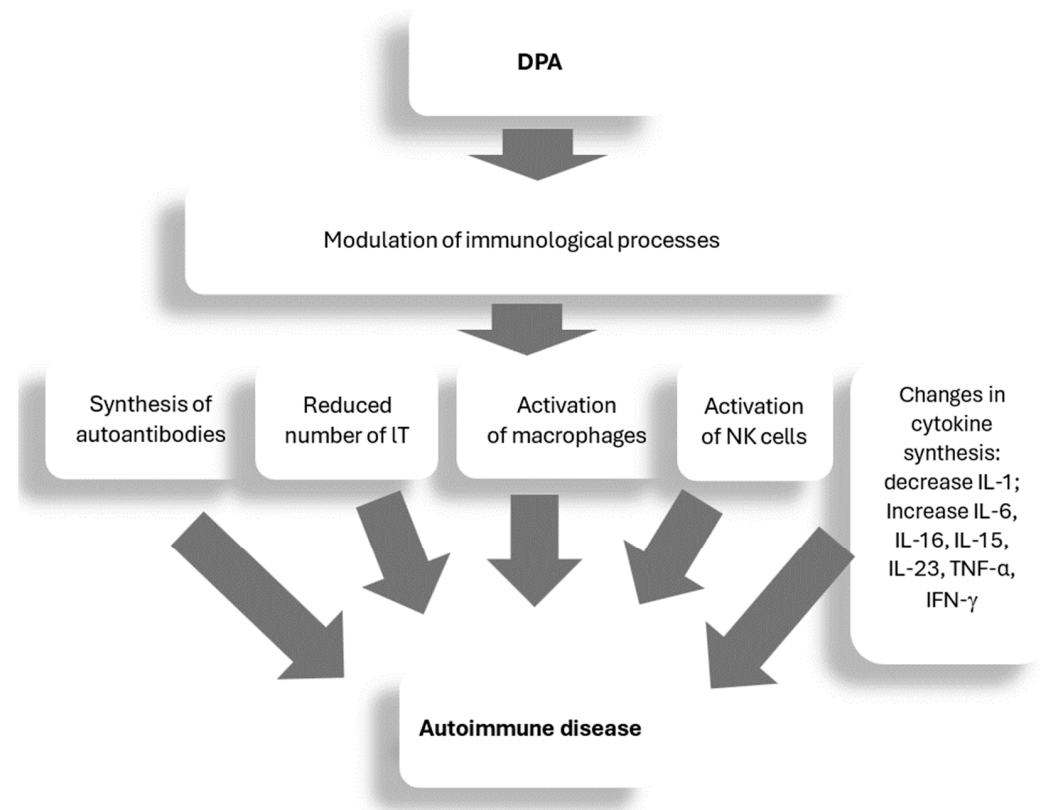 DPA
Modulation of immunological processes
Synthesis of
autoantibodies
Reduced
number of lT
Activation
of macrophages
Activation
of NK cells
Changes in
cytokine
synthesis:
decrease IL-1;
Increase IL-6,
IL-16, IL-15,
IL-23, TNF-α,
IFN-γ
Autoimmune disease